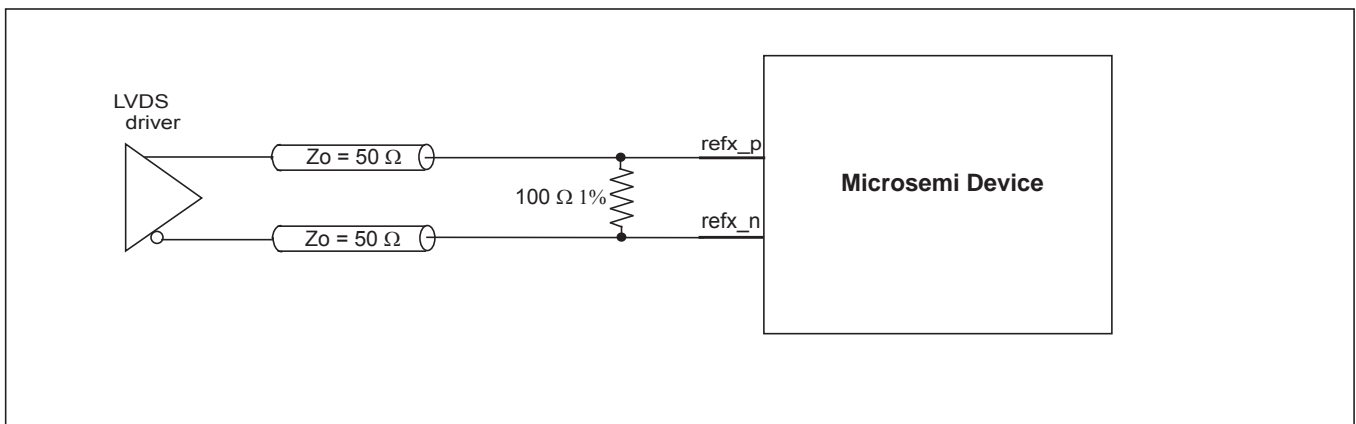 LVDS
driver
Zo = 50 Ω
refx_p
100 Ω 1%
Microsemi Device
refx_n
Zo = 50 Ω